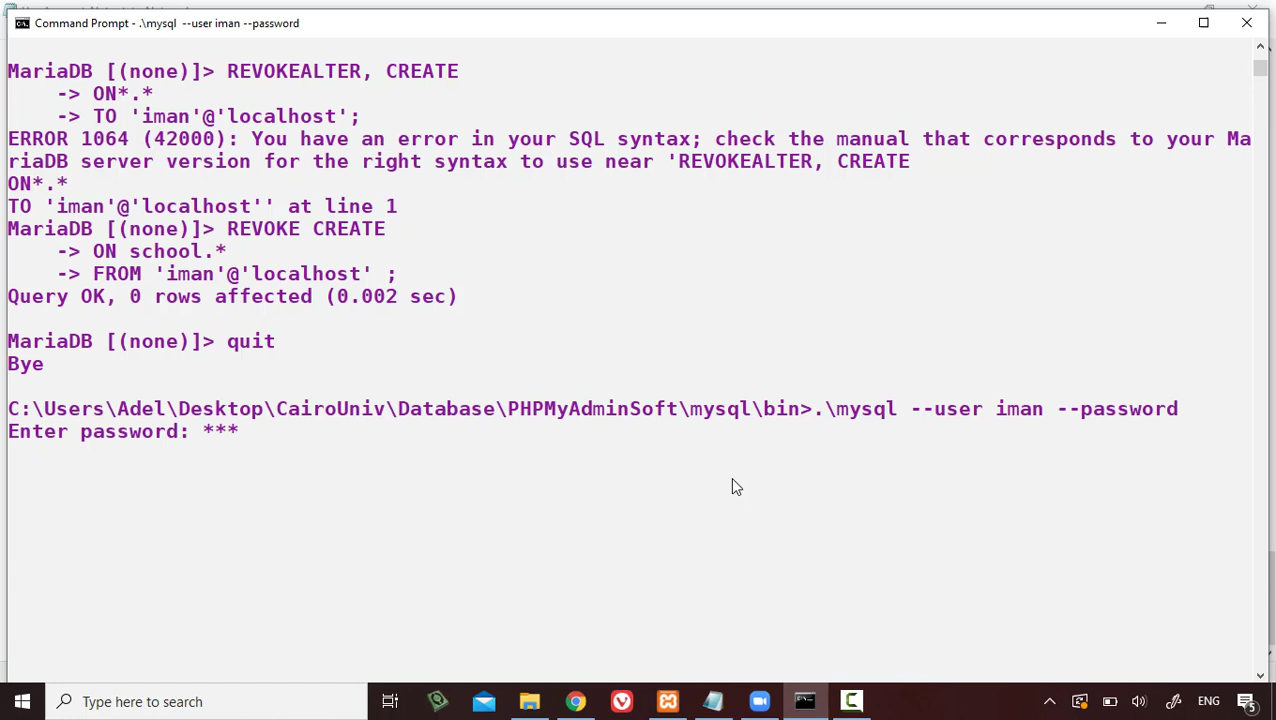 Command Prompt - .\mysql --user iman --password
MariaDB [(none)]> REVOKEALTER, CREATE
-> ON*.*
-> TO 'iman'@'localhost';
ERROR 1064 (42000): You have an error in your SQL syntax; check the manual that corresponds to your Ma
riaDB server version for the right syntax to use near 'REVOKEALTER, CREATE
ON*.*
TO 'iman'@'localhost'' at line 1
MariaDB [(none)]> REVOKE CREATE
-> ON school.*
-> FROM 'iman'@'localhost' ;
Query OK, 0 rows affected (0.002 sec)
MariaDB [(none)]> quit
Bye
C:\Users\Adel\Desktop\CairoUniv\Database\PHPMyAdminSoft\mysql\bin>.\mysql --user iman --password
Enter password: ***
Type here to search
ENG
5